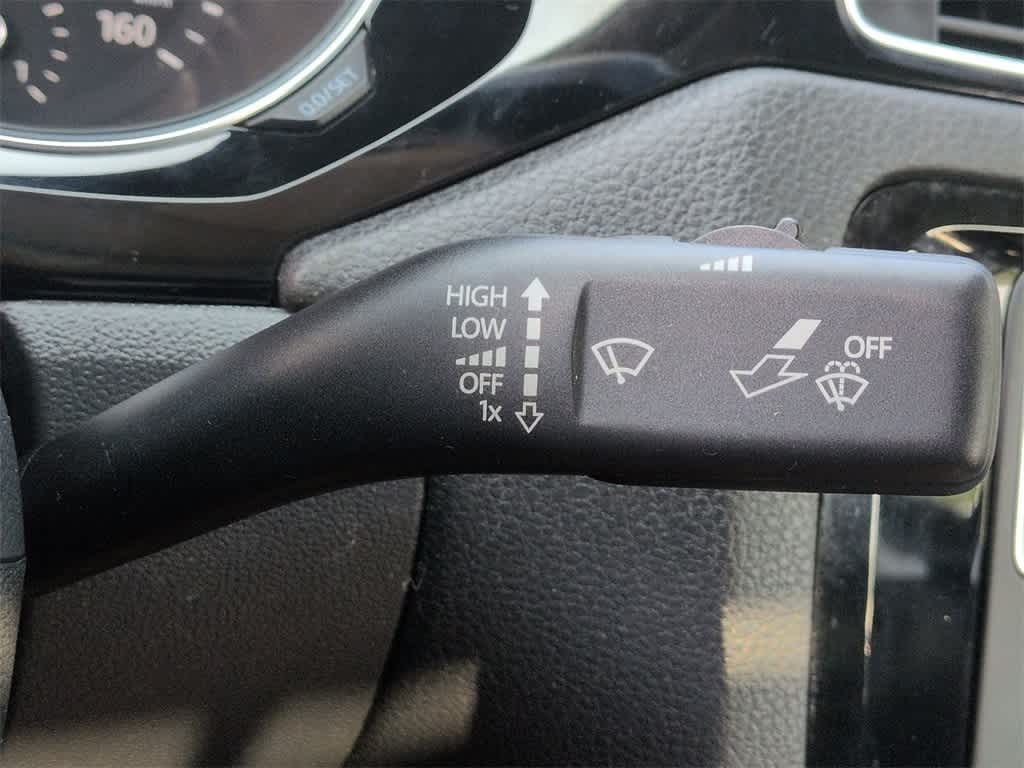 160
0.0/SET
HIGH
LOW
OFF
1x
OFF